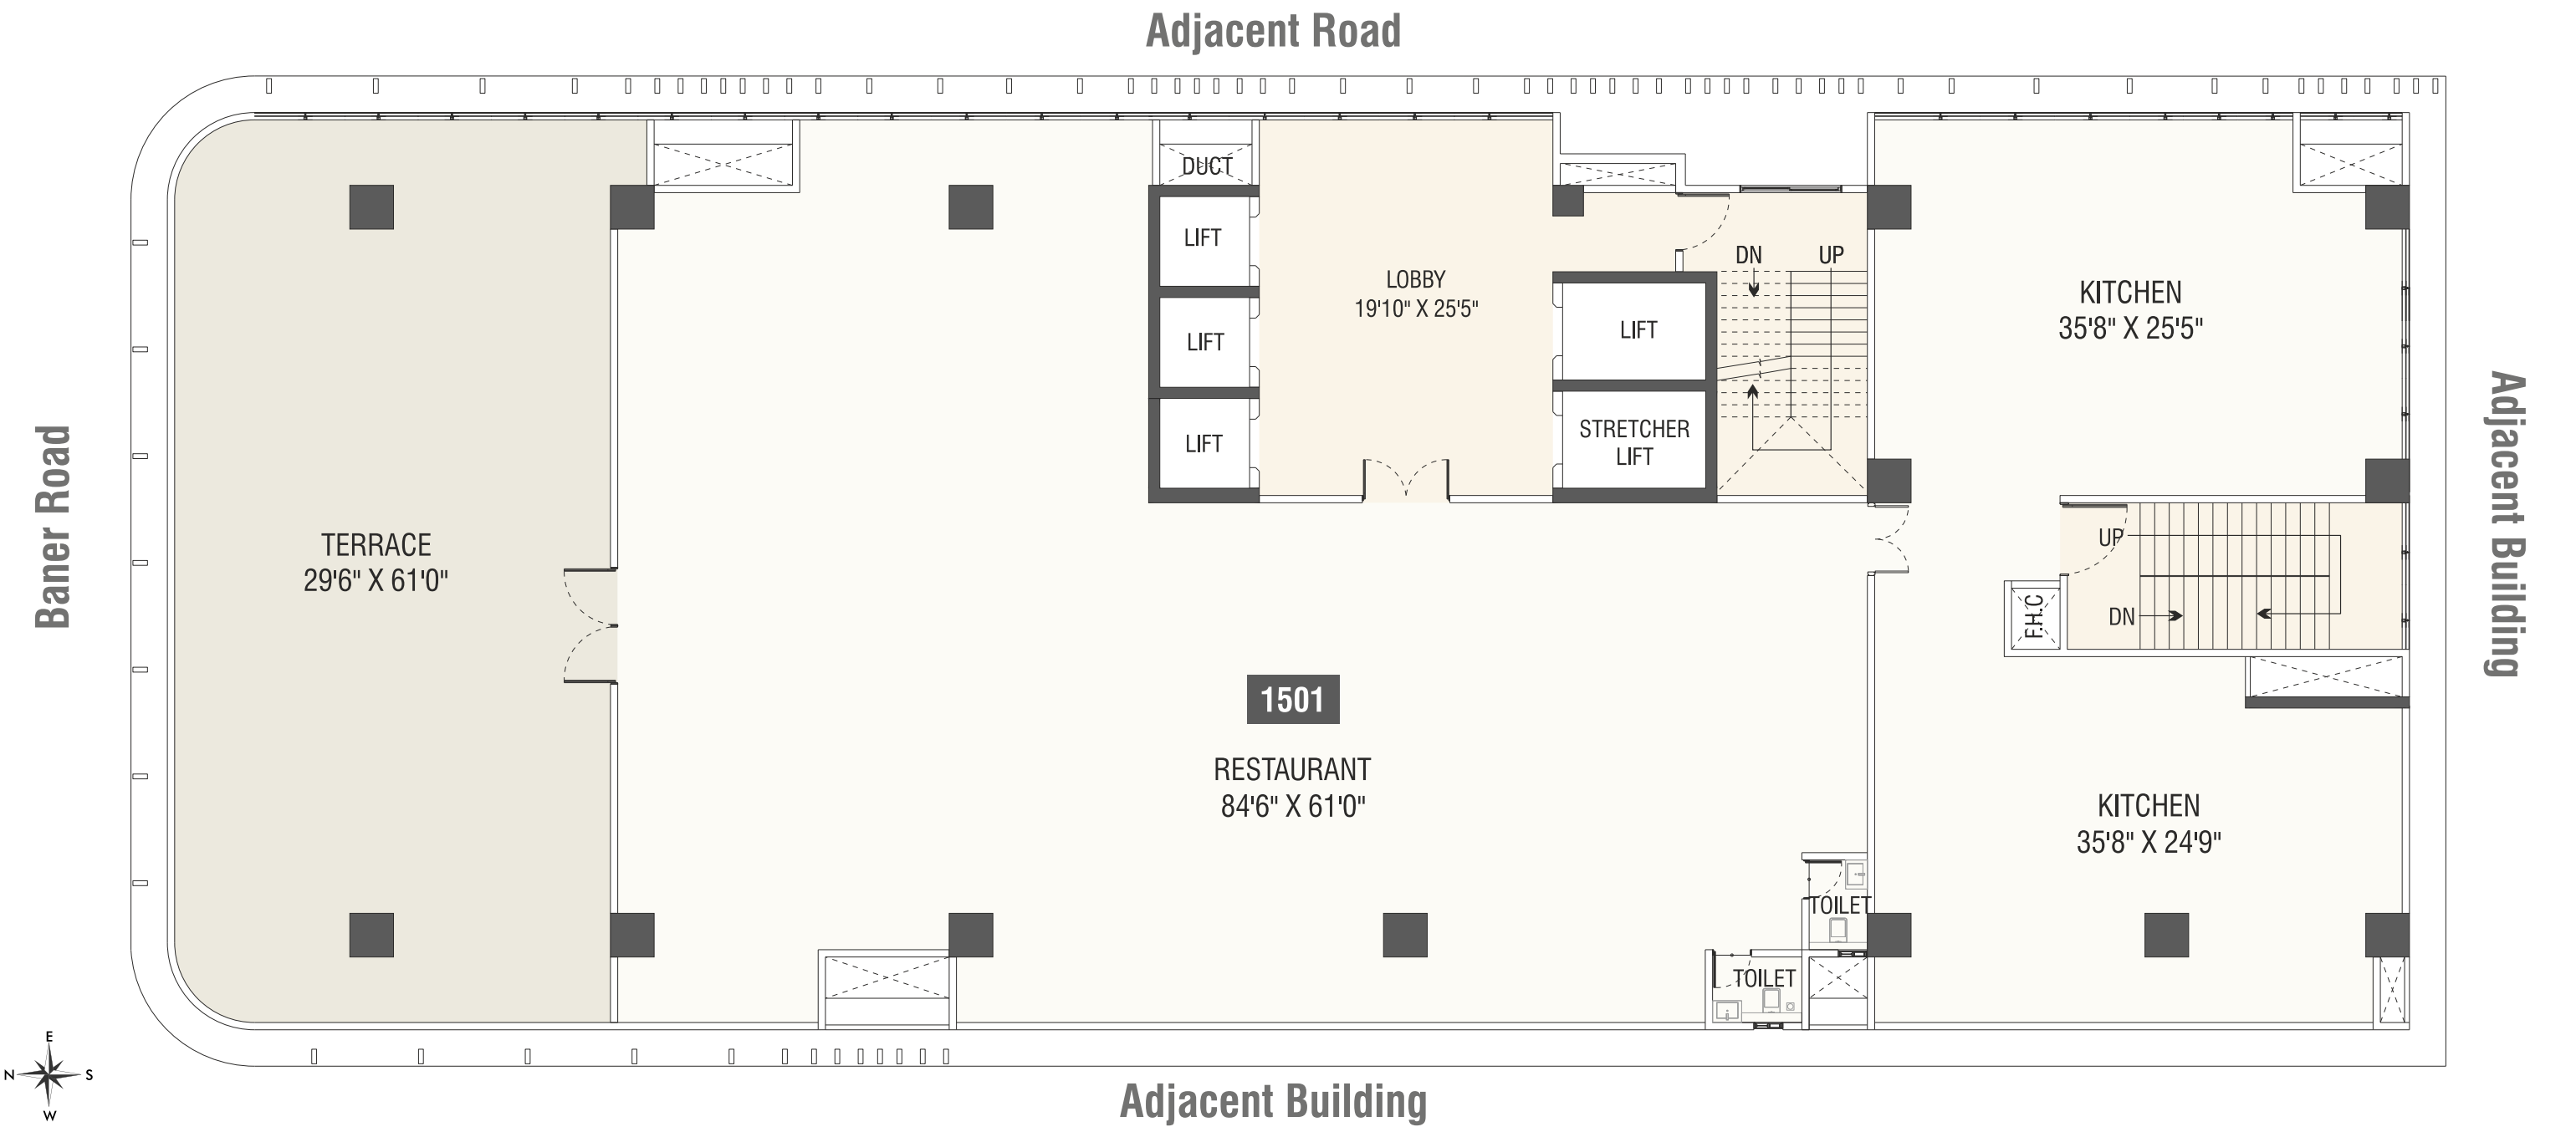 Adjacent Road
DUCT
LIFT
LIFT
LIFT
LOBBY
19'10" X 25'5"
LIFT
STRETCHER
LIFT
DN
UP
KITCHEN
35'8" X 25'5"
Baner Road
TERRACE
29'6" X 61'0"
UP
DN
F.H.C
Adjacent Building
1501
RESTAURANT
84'6" X 61'0"
KITCHEN
35'8" X 24'9"
TOILET
TOILET
E
N
S
W
Adjacent Building